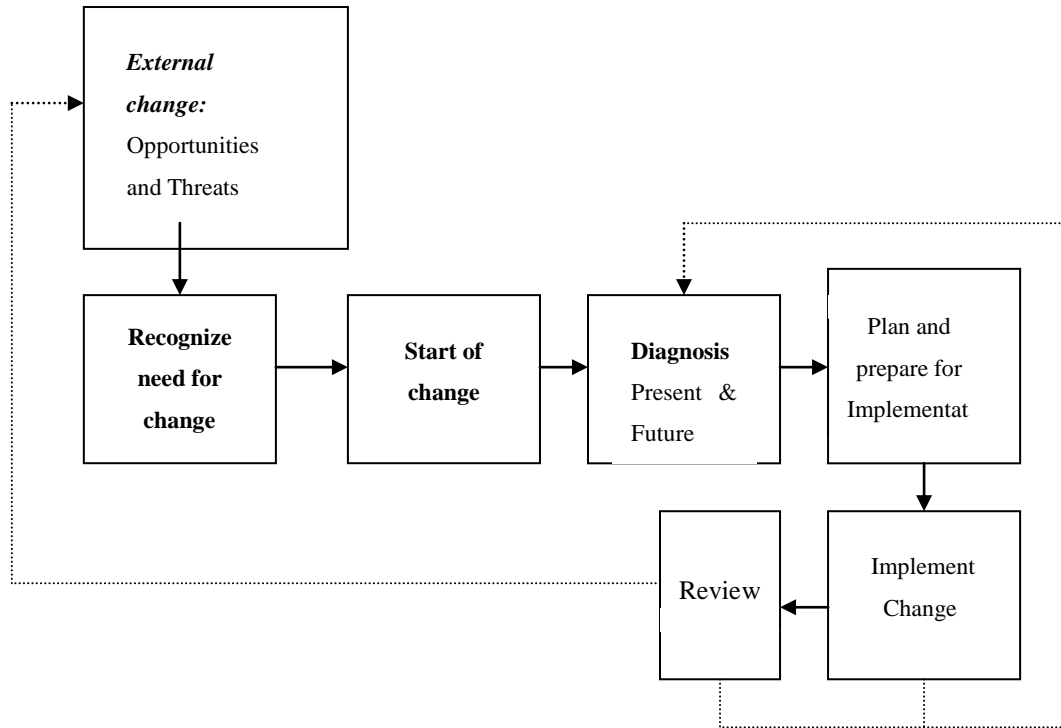 External
change:
Opportunities
and Threats
Recognize
need for
change
Start of
change
Diagnosis
Present & 
Future
Plan and
prepare for
Implementat
Review
Implement
Change